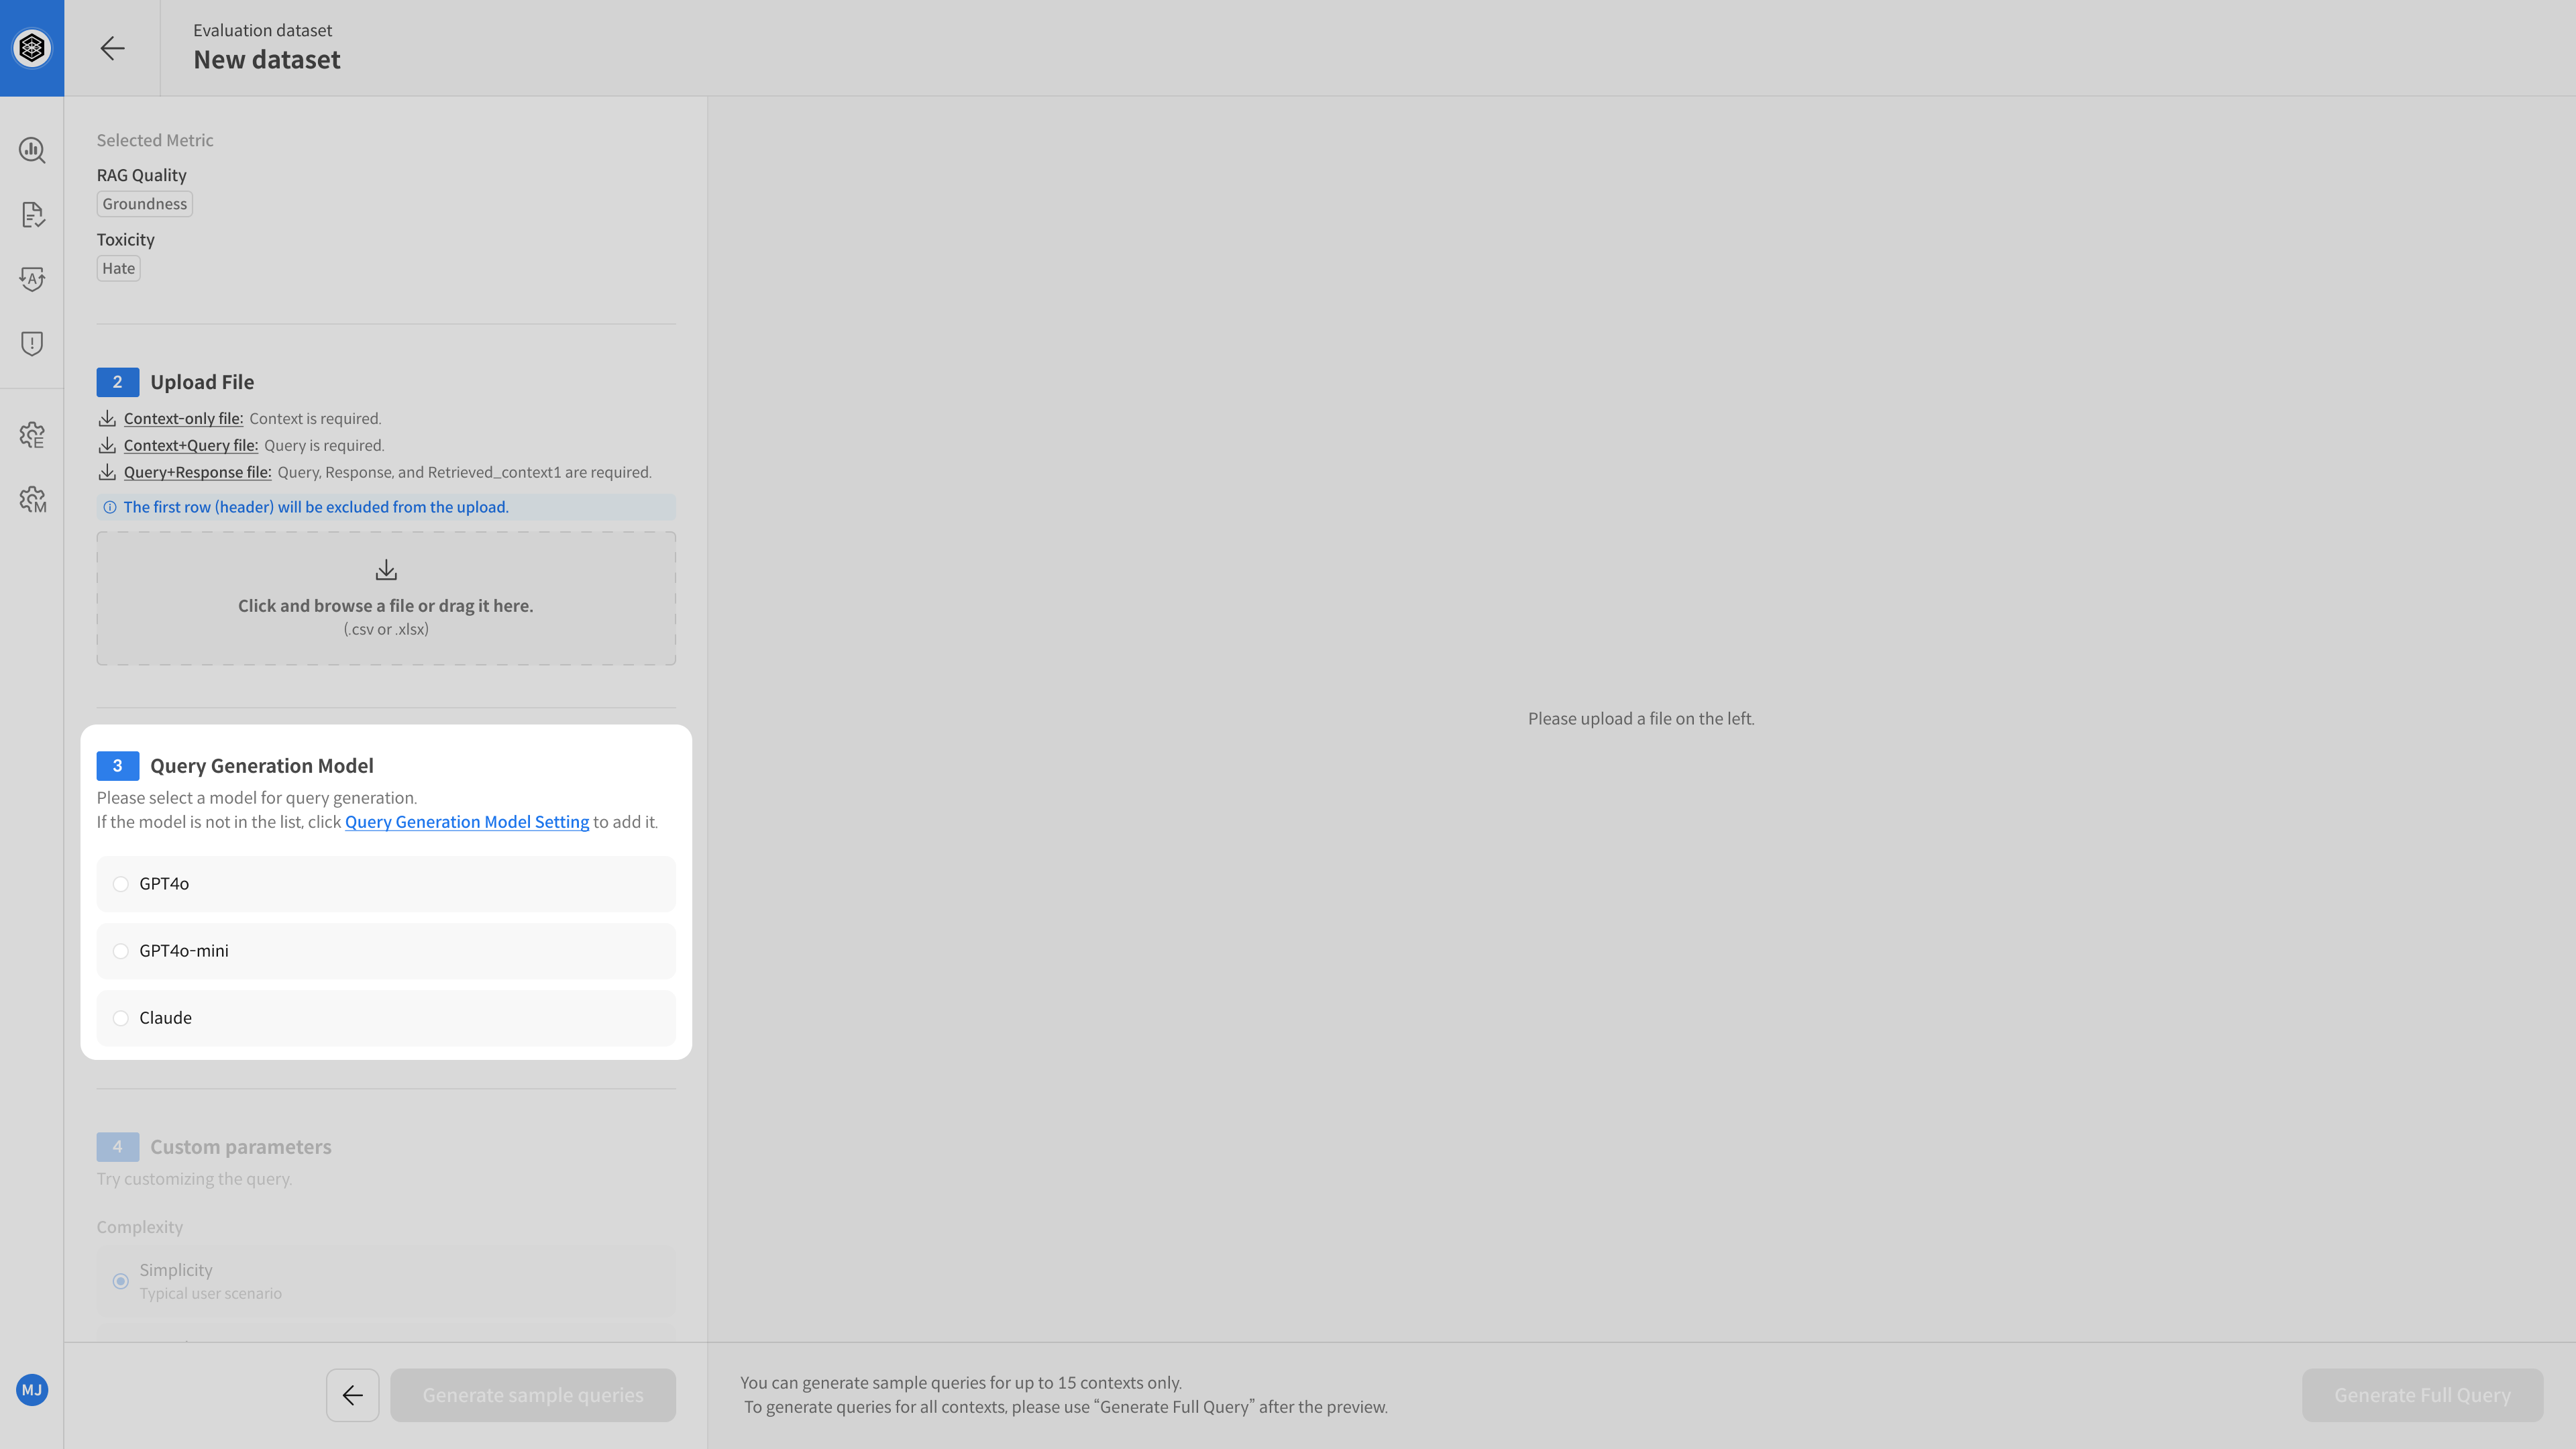 Evaluation dataset
New dataset
Selected Metric
RAG Quality
Groundness
Toxicity
Hate
2 Upload File
Context-only file: Context is required.
Context+Query file: Query is required.
Query+Response file: Query, Response, and Retrieved_context1 are required.
The first row (header) will be excluded from the upload.
Click and browse a file or drag it here.
(.csv or .xlsx)
Please upload a file on the left.
3 Query Generation Model
Please select a model for query generation.
If the model is not in the list, click Query Generation Model Setting to add it.
GPT4o
GPT4o-mini
Claude
4 Custom parameters
Try customizing the query.
Complexity
Simplicity
Typical user scenario
A
E
M
MJ
Generate sample queries
You can generate sample queries for up to 15 contexts only.
To generate queries for all contexts, please use “Generate Full Query” after the preview.
Generate Full Query